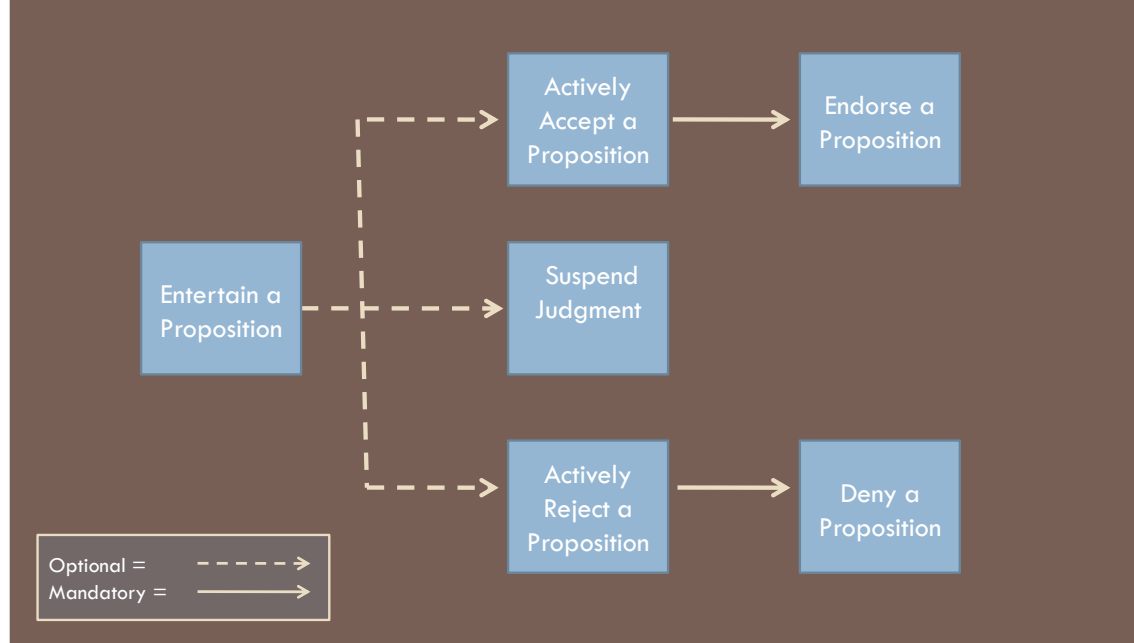 Actively
Accept a
Proposition
Endorse a
Proposition
Entertain a
Proposition
Suspend
Judgment
Actively
Reject a
Proposition
Deny a
Proposition
Optional =
Mandatory =